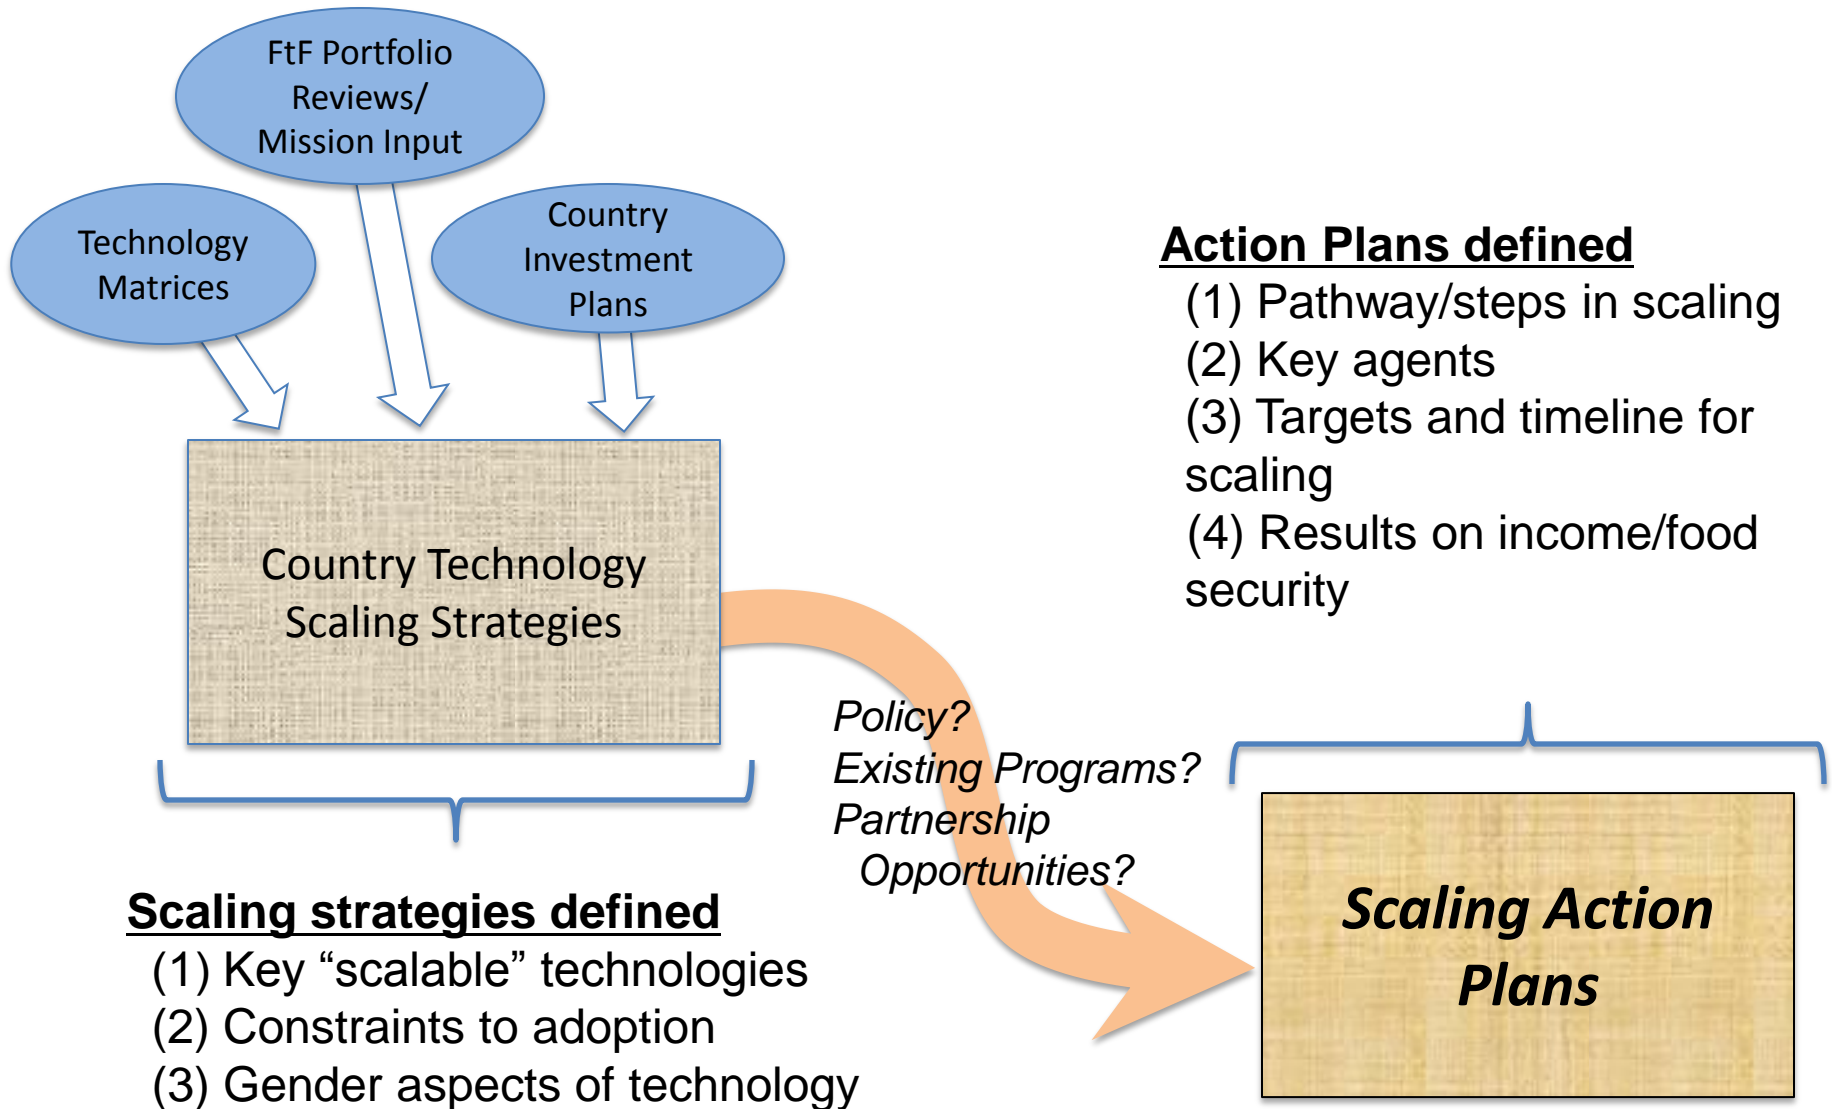 FtF Portfolio
Reviews/
Mission Input
Technology
Matrices
Country
Investment
Plans
Country Technology
Scaling Strategies
Scaling strategies defined
(1) Key “scalable” technologies
(2) Constraints to adoption
(3) Gender aspects of technology
Policy?
Existing Programs?
Partnership
Opportunities?
Action Plans defined
(1) Pathway/steps in scaling
(2) Key agents
(3) Targets and timeline for
scaling
(4) Results on income/food
security
Scaling Action
Plans